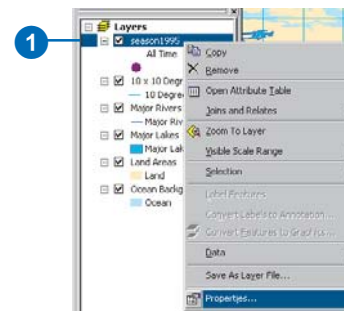 Layers
1
season1995
All Time
10 x 10 Degr
10 Degree
Major Rivers
Major Riv
Major Lakes
Major Lak
Land Areas
Land
Ocean Backg
Ocean
Copy
Remove
Open Attribute Table
Joins and Relates
Zoom To Layer
Visible Scale Range
Selection
Label Features
Convert Labels to Annotation...
Convert Features to Graphics...
Data
Save As Layer File...
Properties...